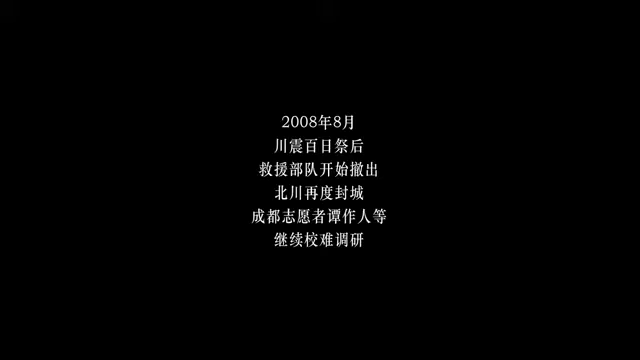 2008年8月
川震百日祭后
救援部队开始撤出
北川再度封城
成都志愿者谭作人等
继续校难调研